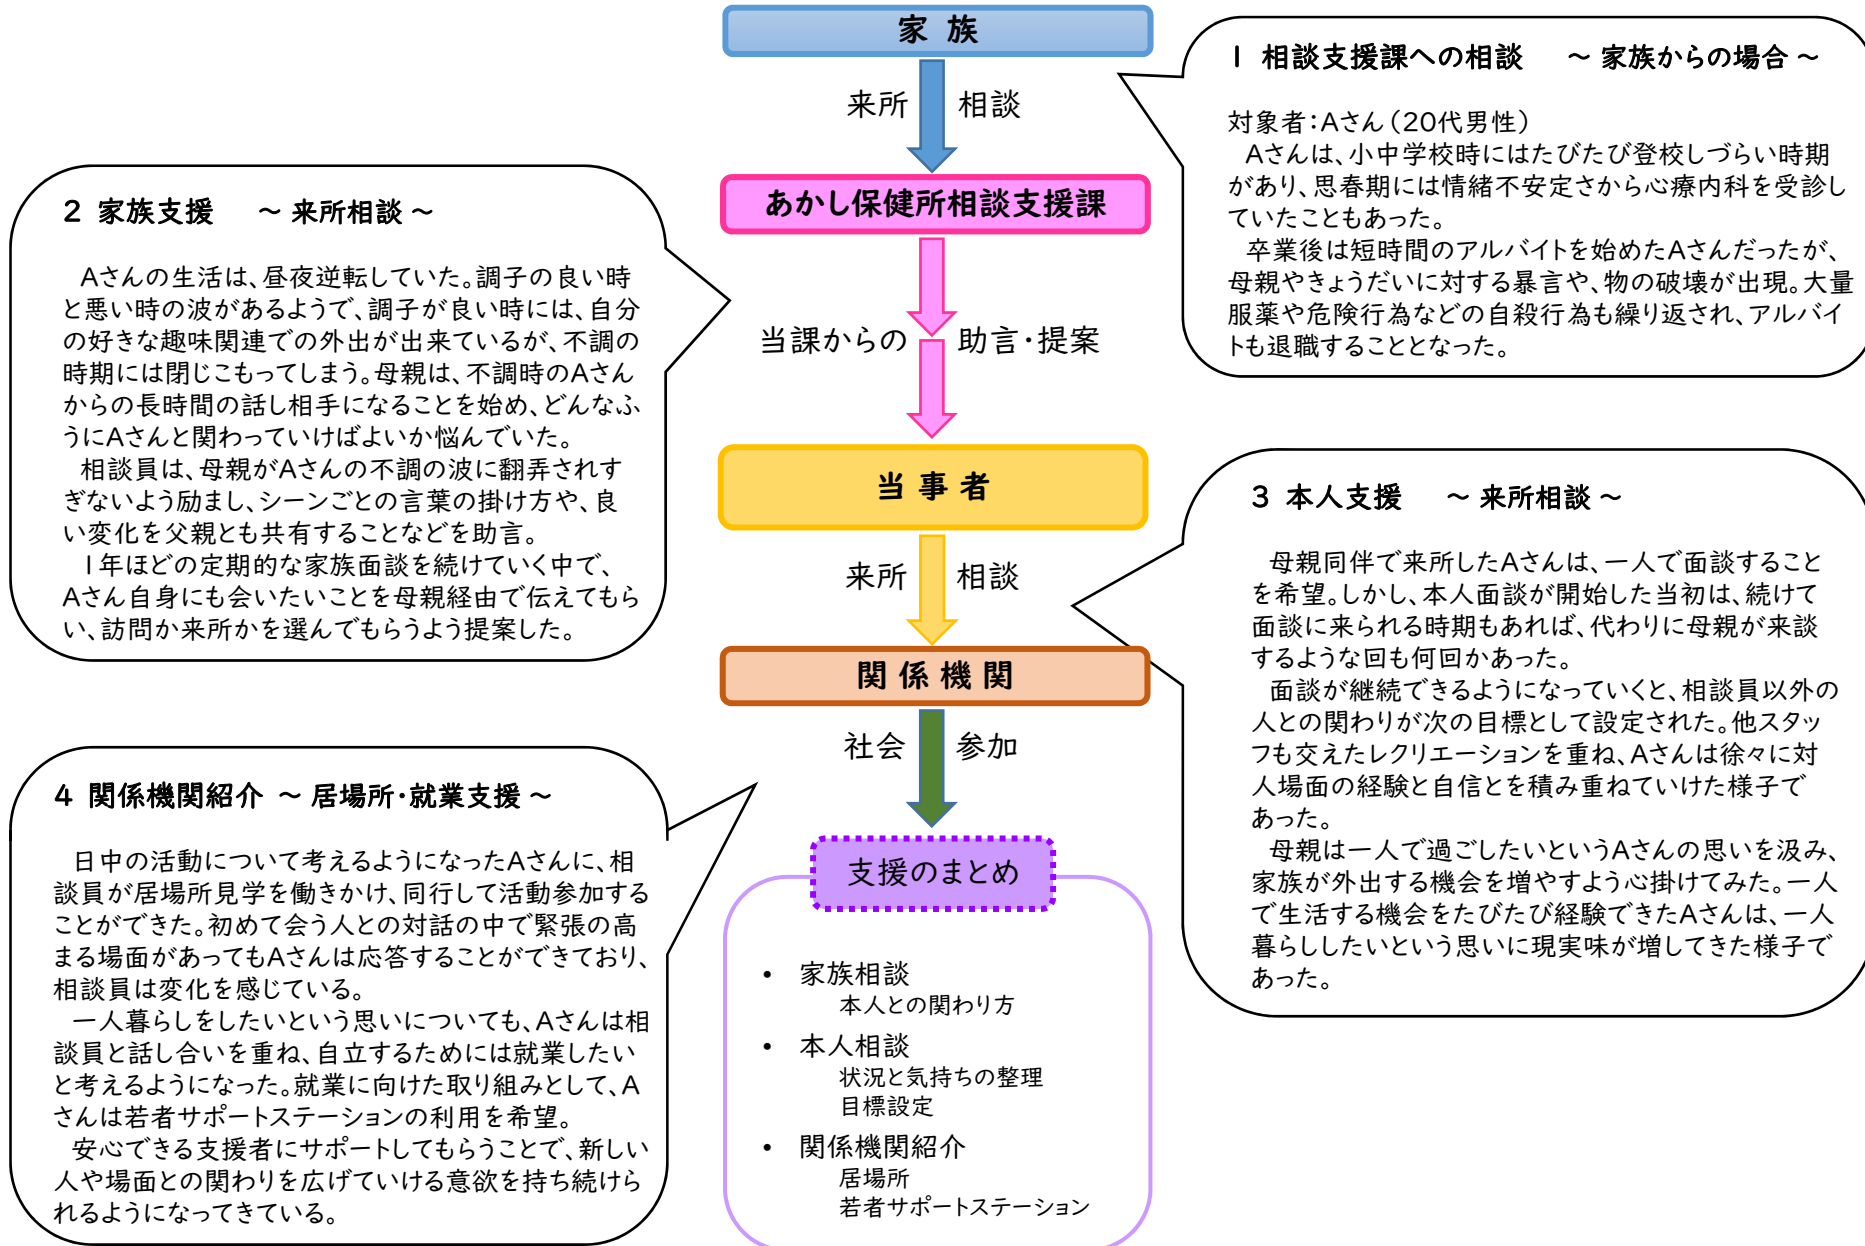 家 族
来所 相談
あかし保健所相談支援課
当課からの 助言・提案
当 事 者
来所 相談
関 係 機 関
社会 参加
支援のまとめ
• 家族相談
本人との関わり方
• 本人相談
状況と気持ちの整理
目標設定
• 関係機関紹介
居場所
若者サポートステーション
1 相談支援課への相談 ～ 家族からの場合 ～
対象者：Aさん（20代男性）
Aさんは、小中学校時にはたびたび登校しづらい時期
があり、思春期には情緒不安定さから心療内科を受診し
ていたこともあった。
卒業後は短時間のアルバイトを始めたAさんだったが、
母親やきょうだいに対する暴言や、物の破壊が出現。大量
服薬や危険行為などの自殺行為も繰り返され、アルバイ
トも退職することとなった。
2 家族支援 ～ 来所相談 ～
Aさんの生活は、昼夜逆転していた。調子の良い時
と悪い時の波があるようで、調子が良い時には、自分
の好きな趣味関連での外出が出来ているが、不調の
時期には閉じこもってしまう。母親は、不調時のAさん
からの長時間の話し相手になることを始め、どんなふ
うにAさんと関わっていけばよいか悩んでいた。
相談員は、母親がAさんの不調の波に翻弄されす
ぎないよう励まし、シーンごとの言葉の掛け方や、良
い変化を父親とも共有することなどを助言。
1年ほどの定期的な家族面談を続けていく中で、
Aさん自身にも会いたいことを母親経由で伝えてもら
い、訪問か来所かを選んでもらうよう提案した。
3 本人支援 ～ 来所相談 ～
母親同伴で来所したAさんは、一人で面談すること
を希望。しかし、本人面談が開始した当初は、続けて
面談に来られる時期もあれば、代わりに母親が来談
するような回も何回かあった。
面談が継続できるようになっていくと、相談員以外の
人との関わりが次の目標として設定された。他スタッ
フも交えたレクリエーションを重ね、Aさんは徐々に対
人場面の経験と自信とを積み重ねていけた様子で
あった。
母親は一人で過ごしたいというAさんの思いを汲み、
家族が外出する機会を増やすよう心掛けてみた。一人
で生活する機会をたびたび経験できたAさんは、一人
暮らししたいという思いに現実味が増してきた様子で
あった。
4 関係機関紹介 ～ 居場所・就業支援 ～
日中の活動について考えるようになったAさんに、相
談員が居場所見学を働きかけ、同行して活動参加する
ことができた。初めて会う人との対話の中で緊張の高
まる場面があってもAさんは応答することができており、
相談員は変化を感じている。
一人暮らしをしたいという思いについても、Aさんは相
談員と話し合いを重ね、自立するためには就業したい
と考えるようになった。就業に向けた取り組みとして、A
さんは若者サポートステーションの利用を希望。
安心できる支援者にサポートしてもらうことで、新しい
人や場面との関わりを広げていける意欲を持ち続けら
れるようになってきている。